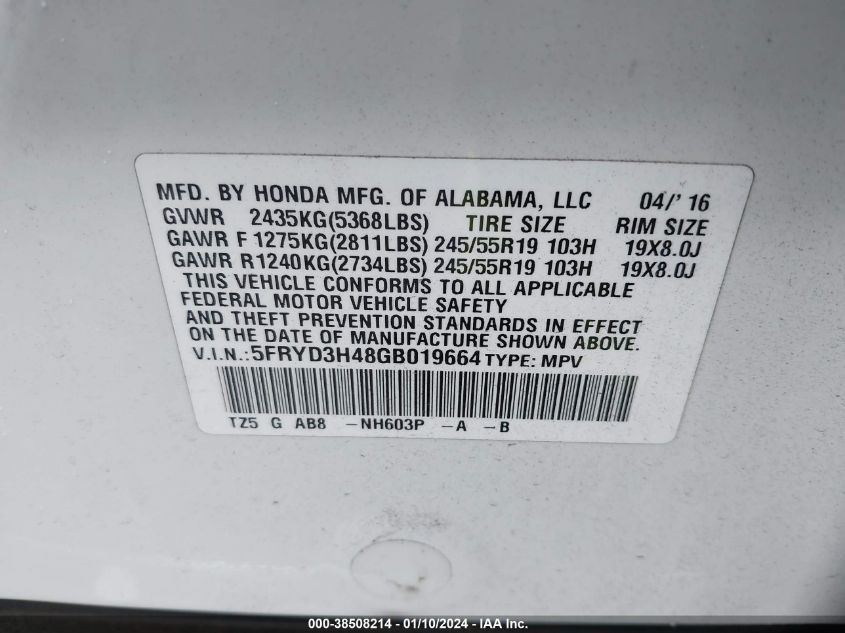 MFD. BY HONDA MFG. OF ALABAMA, LLC 04/' 16
GVWR 2435KG(5368LBS) TIRE SIZE RIM SIZE
GAWR F 1275KG(2811LBS) 245/55R19 103H 19X8.0J
GAWR R1240KG(2734LBS) 245/55R19 103H 19X8.0J
THIS VEHICLE CONFORMS TO ALL APPLICABLE
FEDERAL MOTOR VEHICLE SAFETY
AND THEFT PREVENTION STANDARDS IN EFFECT
ON THE DATE OF MANUFACTURE SHOWN ABOVE.
V.I.N.:5FRYD3H48GB019664 TYPE: MPV
TZ5 G AB8 -NH603P -A -B
000-38508214 - 01/10/2024 - IAA Inc.